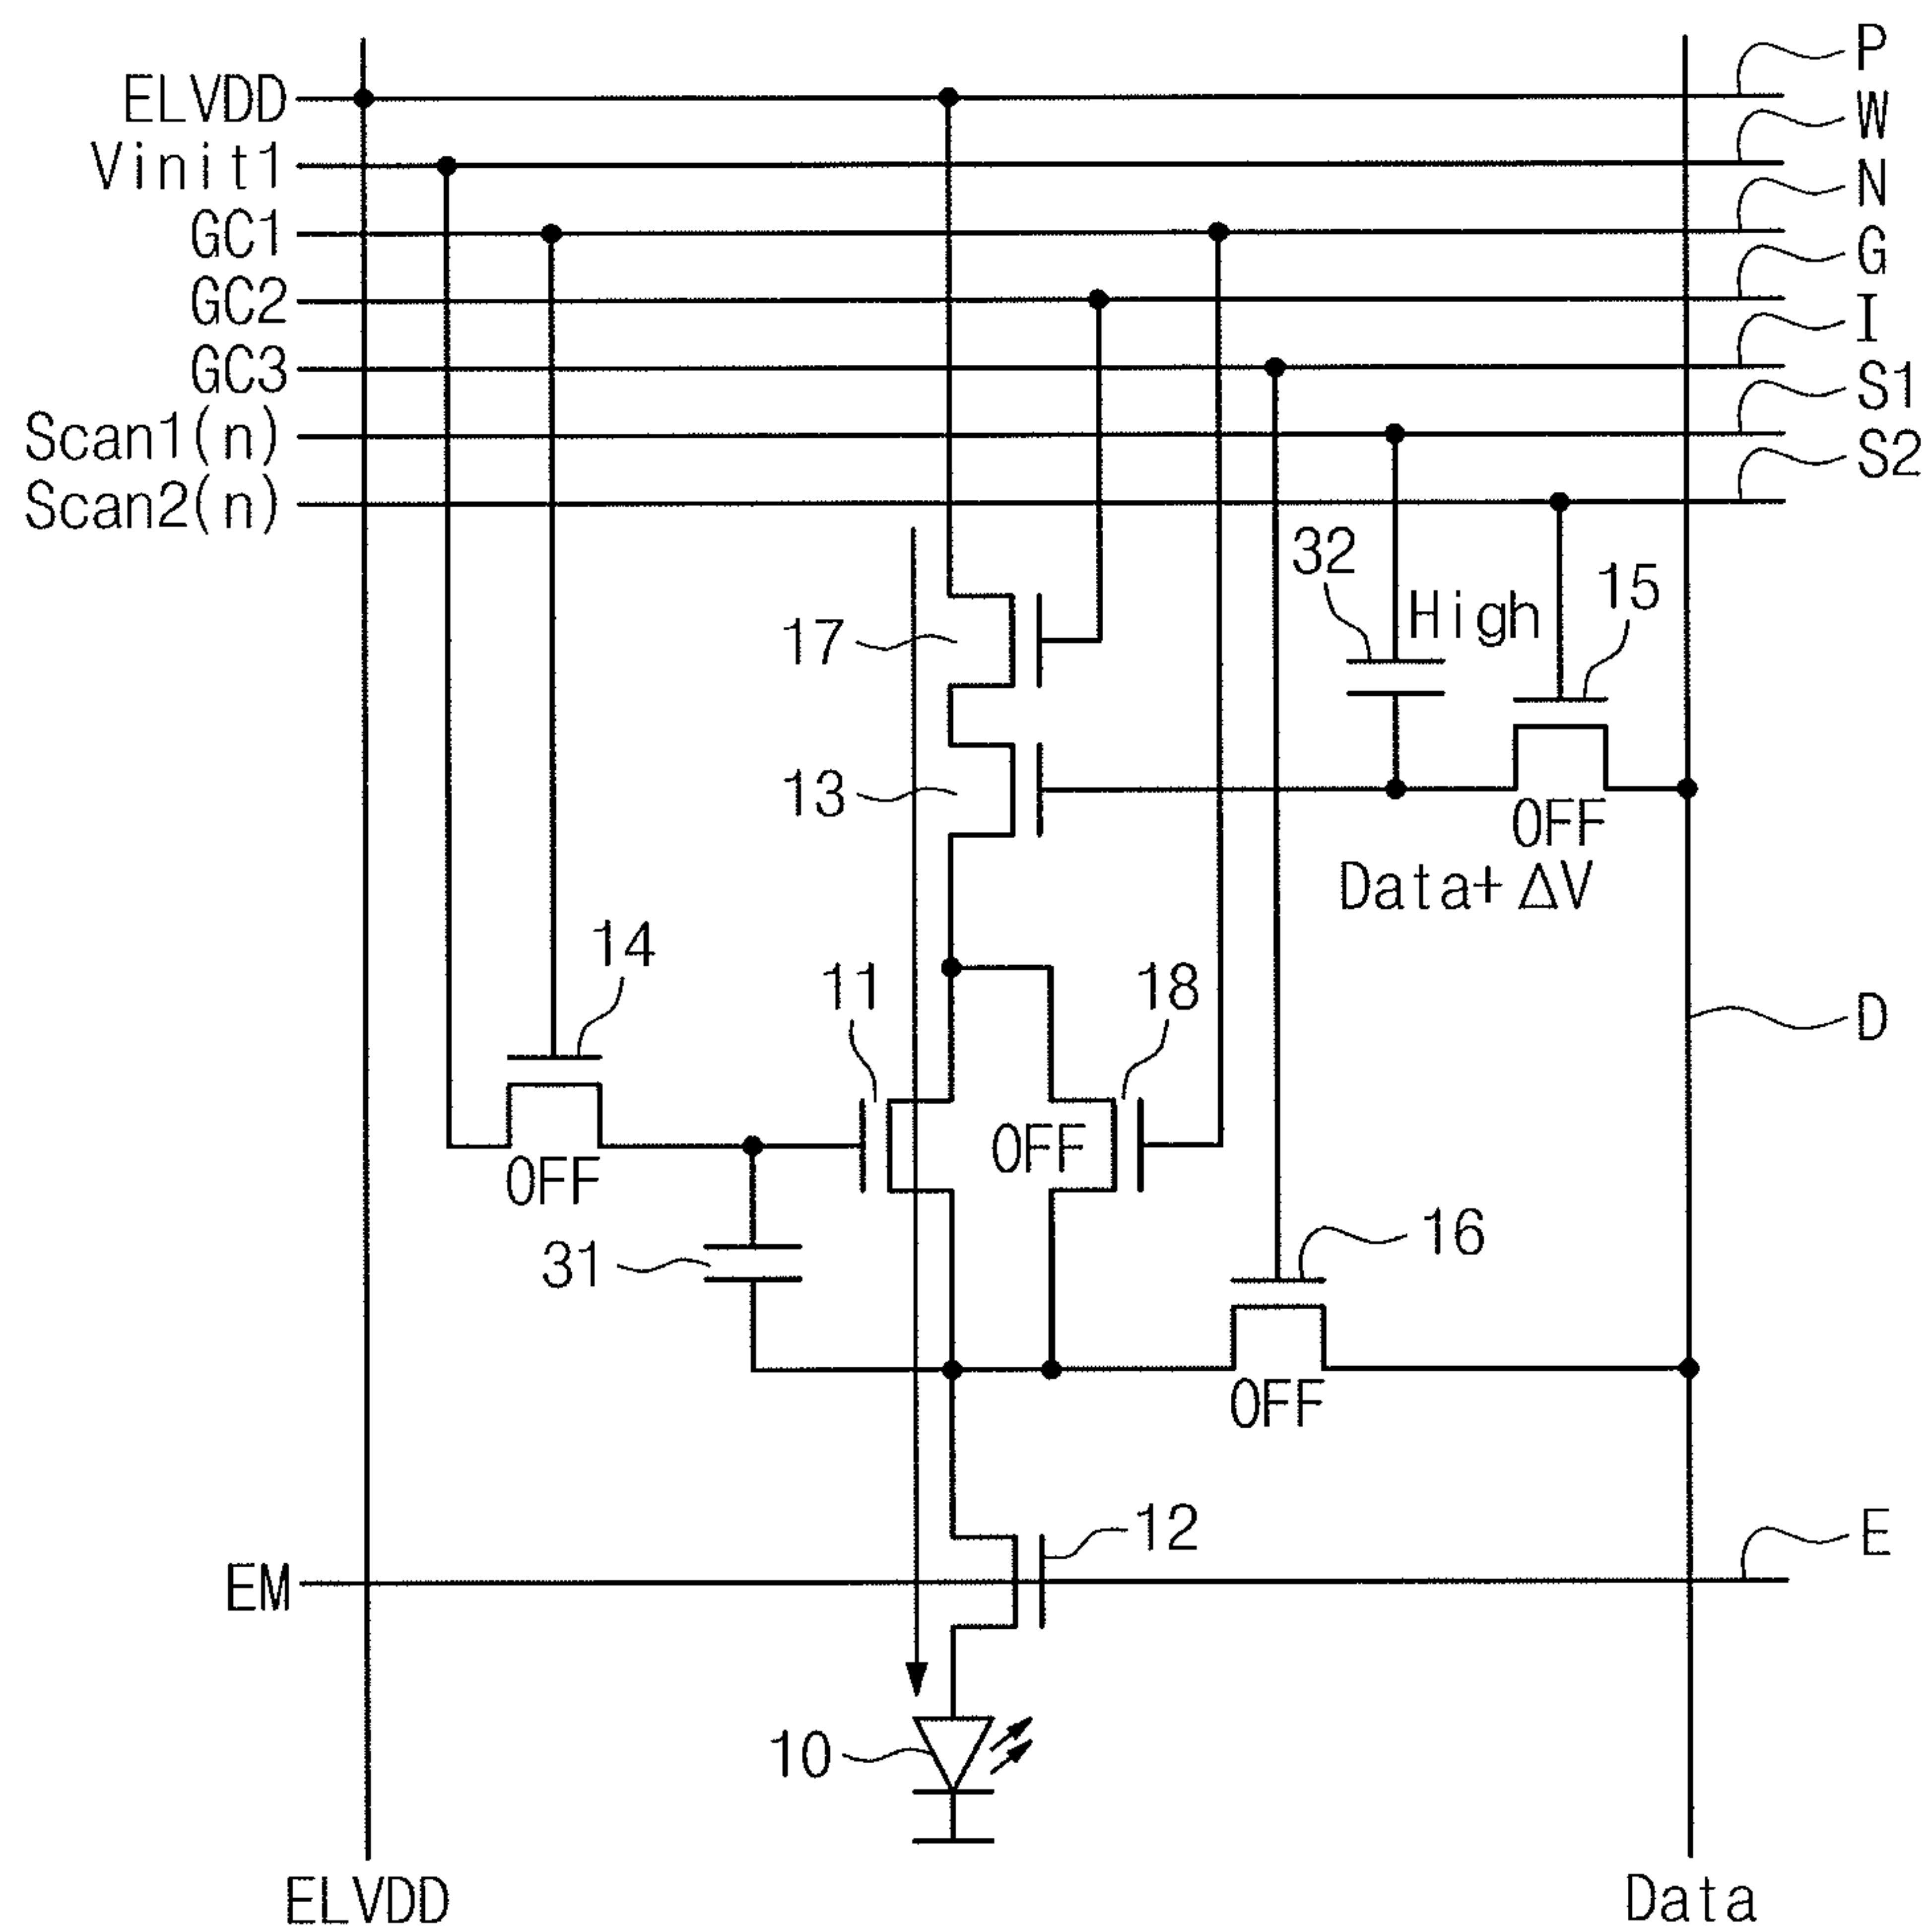 P
ELVDD
W
Vinit1
N
GC1
G
GC2
I
GC3
S1
Scan1(n)
S2
Scan2(n)
32
High
15
17
13
OFF
Data+ΔV
14
11
18
D
OFF
OFF
31
16
OFF
12
E
EM
10
ELVDD
Data